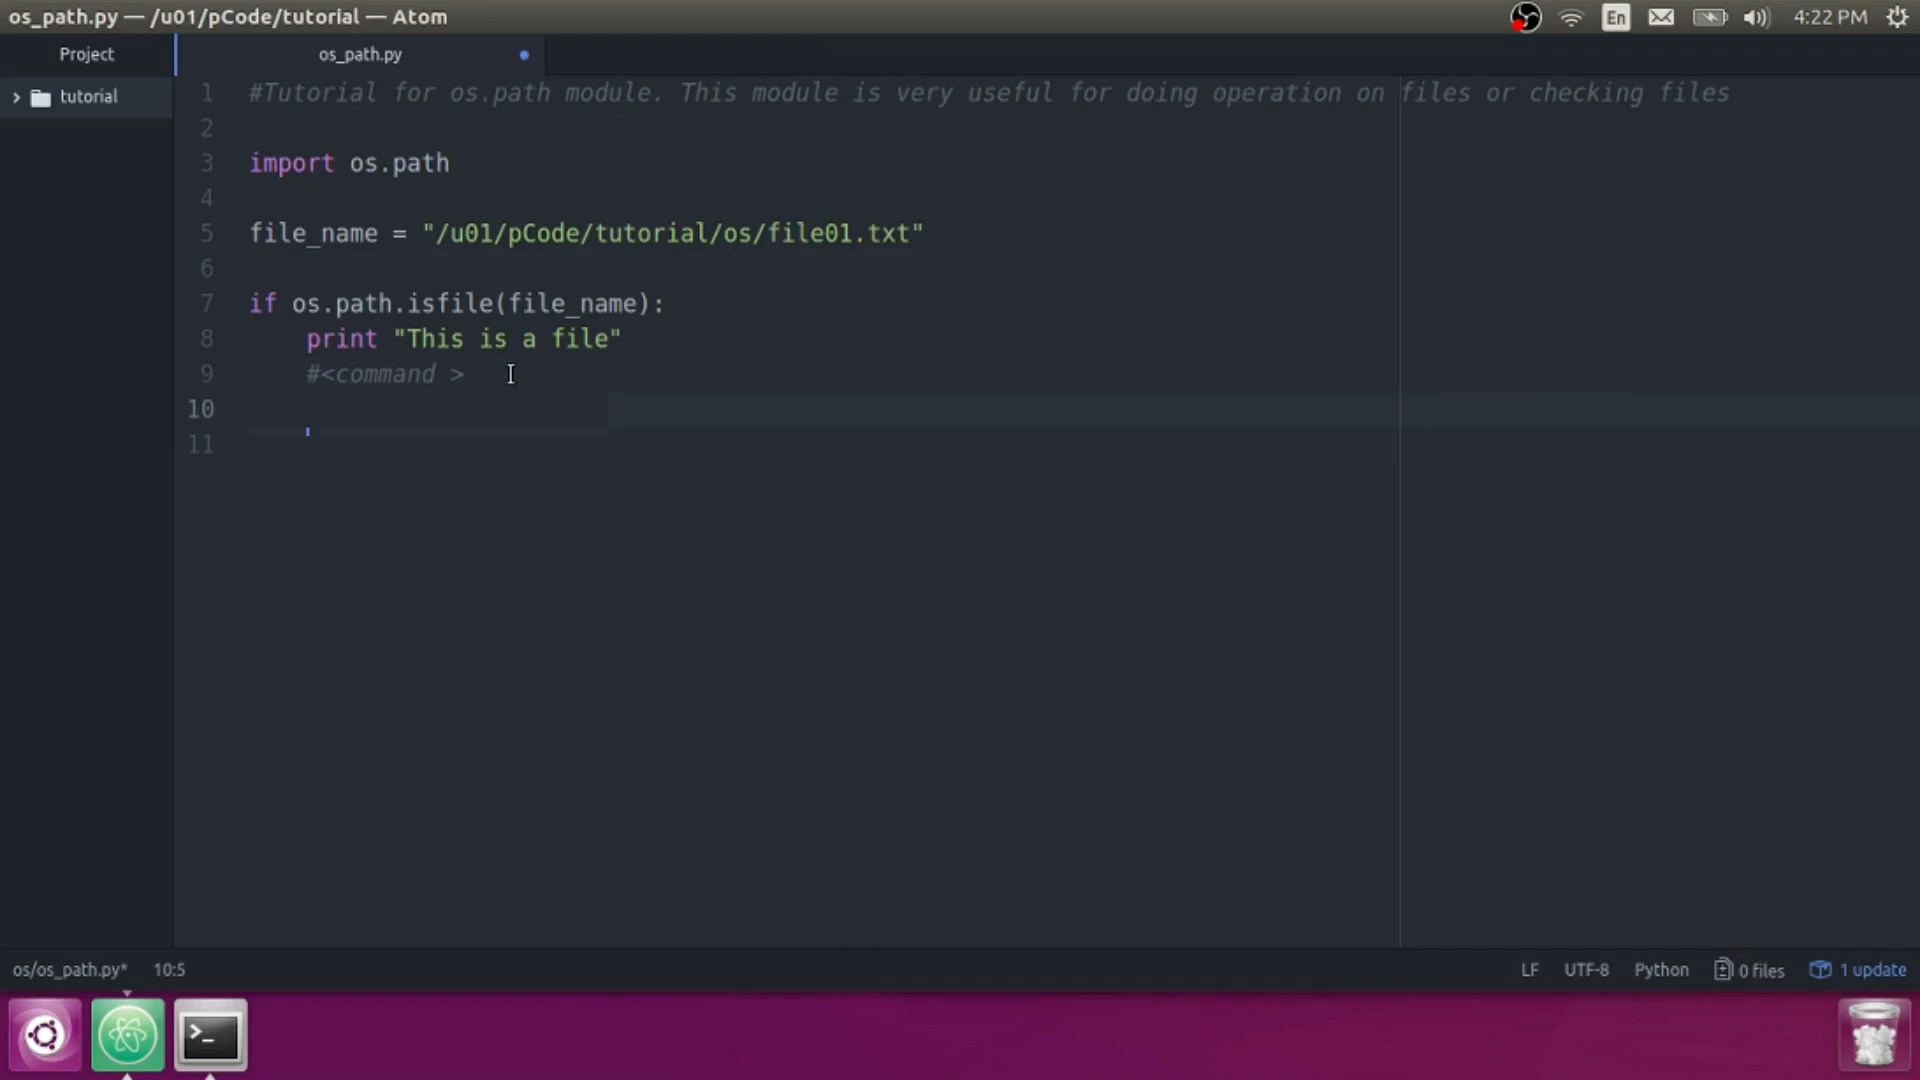 os_path.py — /u01/pCode/tutorial — Atom
En
4:22 PM
Project
os_path.py
tutorial
1 #Tutorial for os.path module. This module is very useful for doing operation on files or checking files
2
3 import os.path
4
5 file_name = "/u01/pCode/tutorial/os/file01.txt"
6
7 if os.path.isfile(file_name):
8 print "This is a file"
9 #<command >
10
11
os/os_path.py* 10:5
LF UTF-8 Python 0 files 1 update
>_